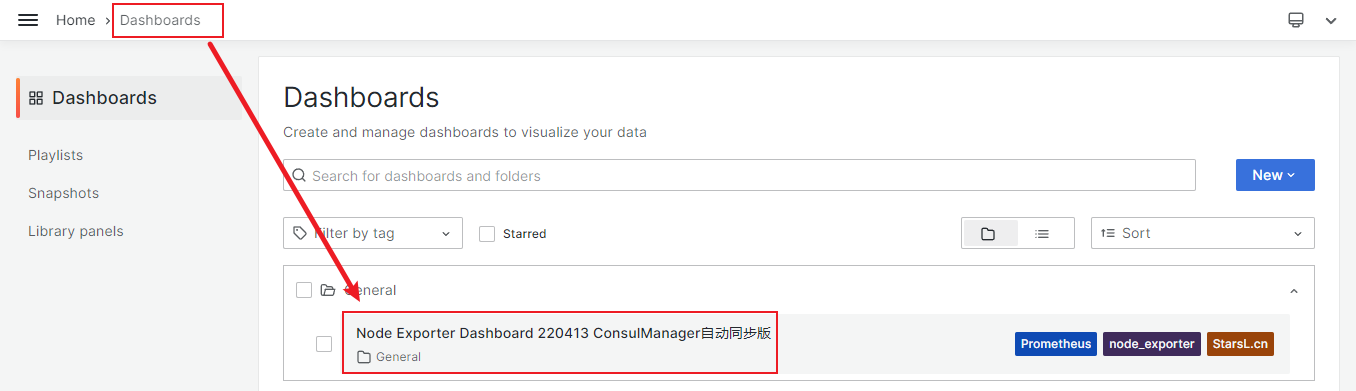 Home › Dashboards
Dashboards
Playlists
Snapshots
Library panels
Dashboards
Create and manage dashboards to visualize your data
Search for dashboards and folders
New
Filter by tag
Starred
Sort
General
Node Exporter Dashboard 220413 ConsulManager自动同步版
General
Prometheus node_exporter StarsL.cn